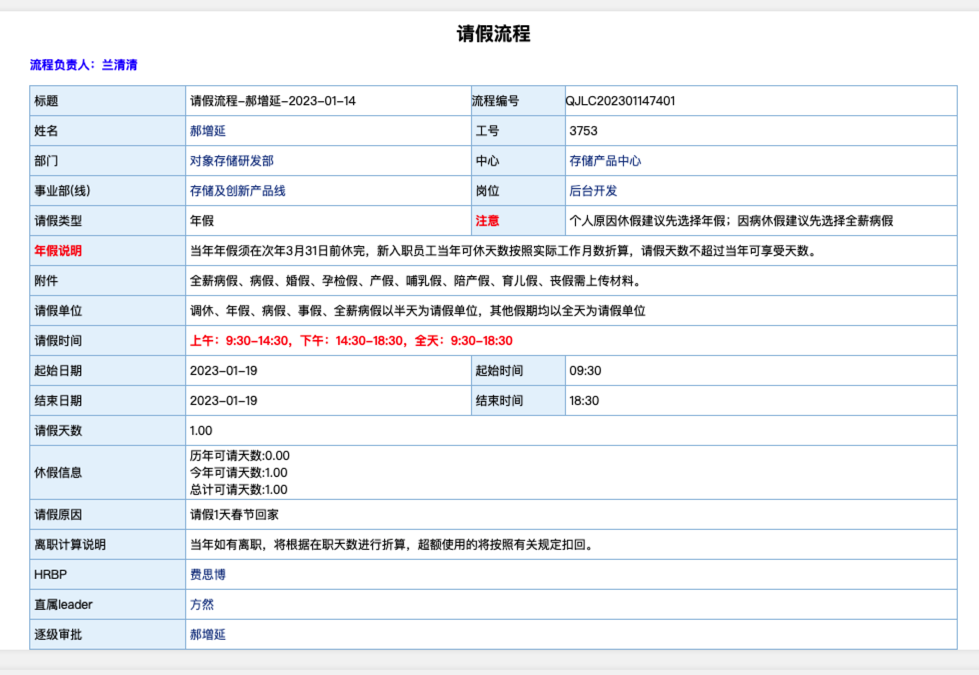 请假流程
流程负责人：兰清清
标题 请假流程-郝增延-2023-01-14 流程编号 QJLC202301147401
姓名 郝增延 工号 3753
部门 对象存储研发部 中心 存储产品中心
事业部(线) 存储及创新产品线 岗位 后台开发
请假类型 年假 注意 个人原因休假建议先选择年假；因病休假建议先选择全薪病假
年假说明 当年年假须在次年3月31日前休完，新入职员工当年可休天数按照实际工作月数折算，请假天数不超过当年可享受天数。
附件 全薪病假、病假、婚假、孕检假、产假、哺乳假、陪产假、育儿假、丧假需上传材料。
请假单位 调休、年假、病假、事假、全薪病假以半天为请假单位，其他假期均以全天为请假单位
请假时间 上午：9:30-14:30，下午：14:30-18:30，全天：9:30-18:30
起始日期 2023-01-19 起始时间 09:30
结束日期 2023-01-19 结束时间 18:30
请假天数 1.00
休假信息 历年可请天数:0.00
今年可请天数:1.00
总计可请天数:1.00
请假原因 请假1天春节回家
离职计算说明 当年如有离职，将根据在职天数进行折算，超额使用的将按照有关规定扣回。
HRBP 费思博
直属leader 方然
逐级审批 郝增延